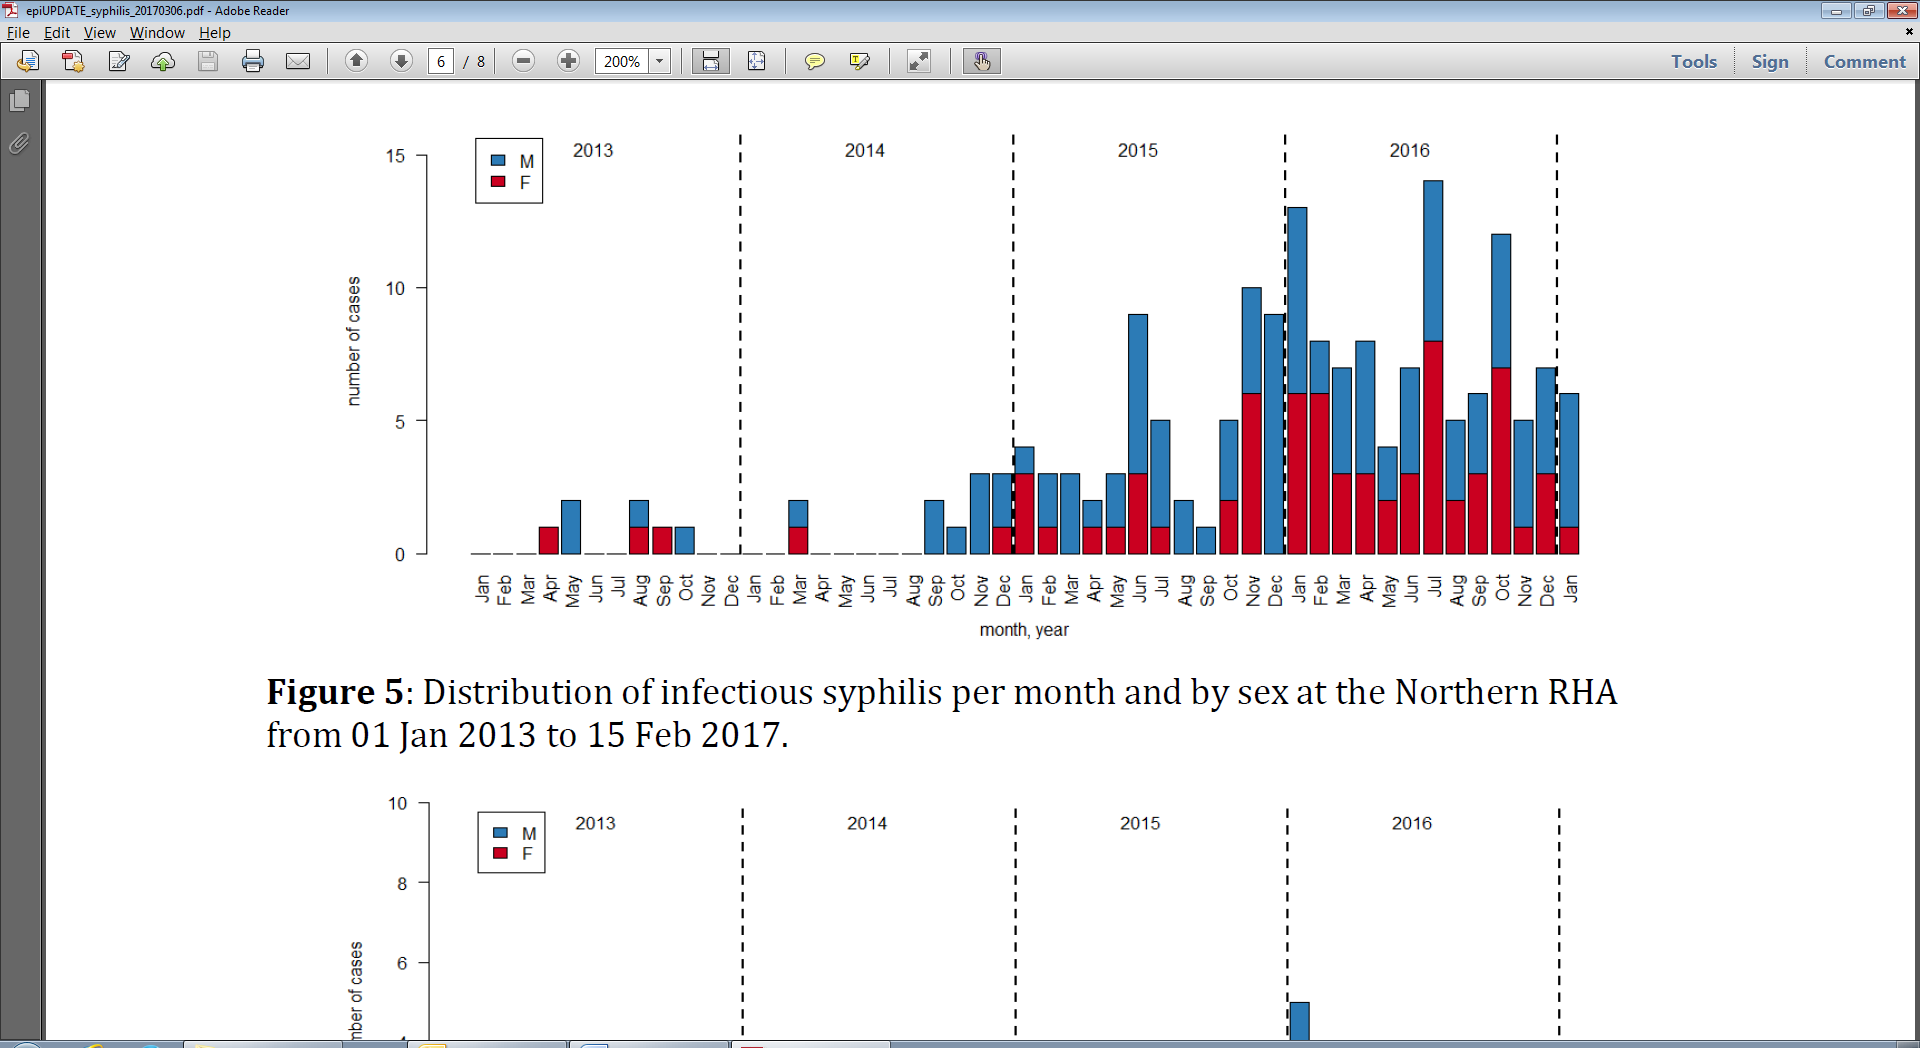 epiUPDATE_syphilis_20170306.pdf - Adobe Reader
File Edit View Window Help
6 / 8 200% Tools Sign Comment
2013 2014 2015 2016
M
F
15
10
5
0
number of cases
Jan Feb Mar Apr May Jun Jul Aug Sep Oct Nov Dec Jan Feb Mar Apr May Jun Jul Aug Sep Oct Nov Dec Jan Feb Mar Apr May Jun Jul Aug Sep Oct Nov Dec Jan Feb Mar Apr May Jun Jul Aug Sep Oct Nov Dec Jan
month, year
Figure 5: Distribution of infectious syphilis per month and by sex at the Northern RHA
from 01 Jan 2013 to 15 Feb 2017.
2013 2014 2015 2016
M
F
10
8
6
mber of cases